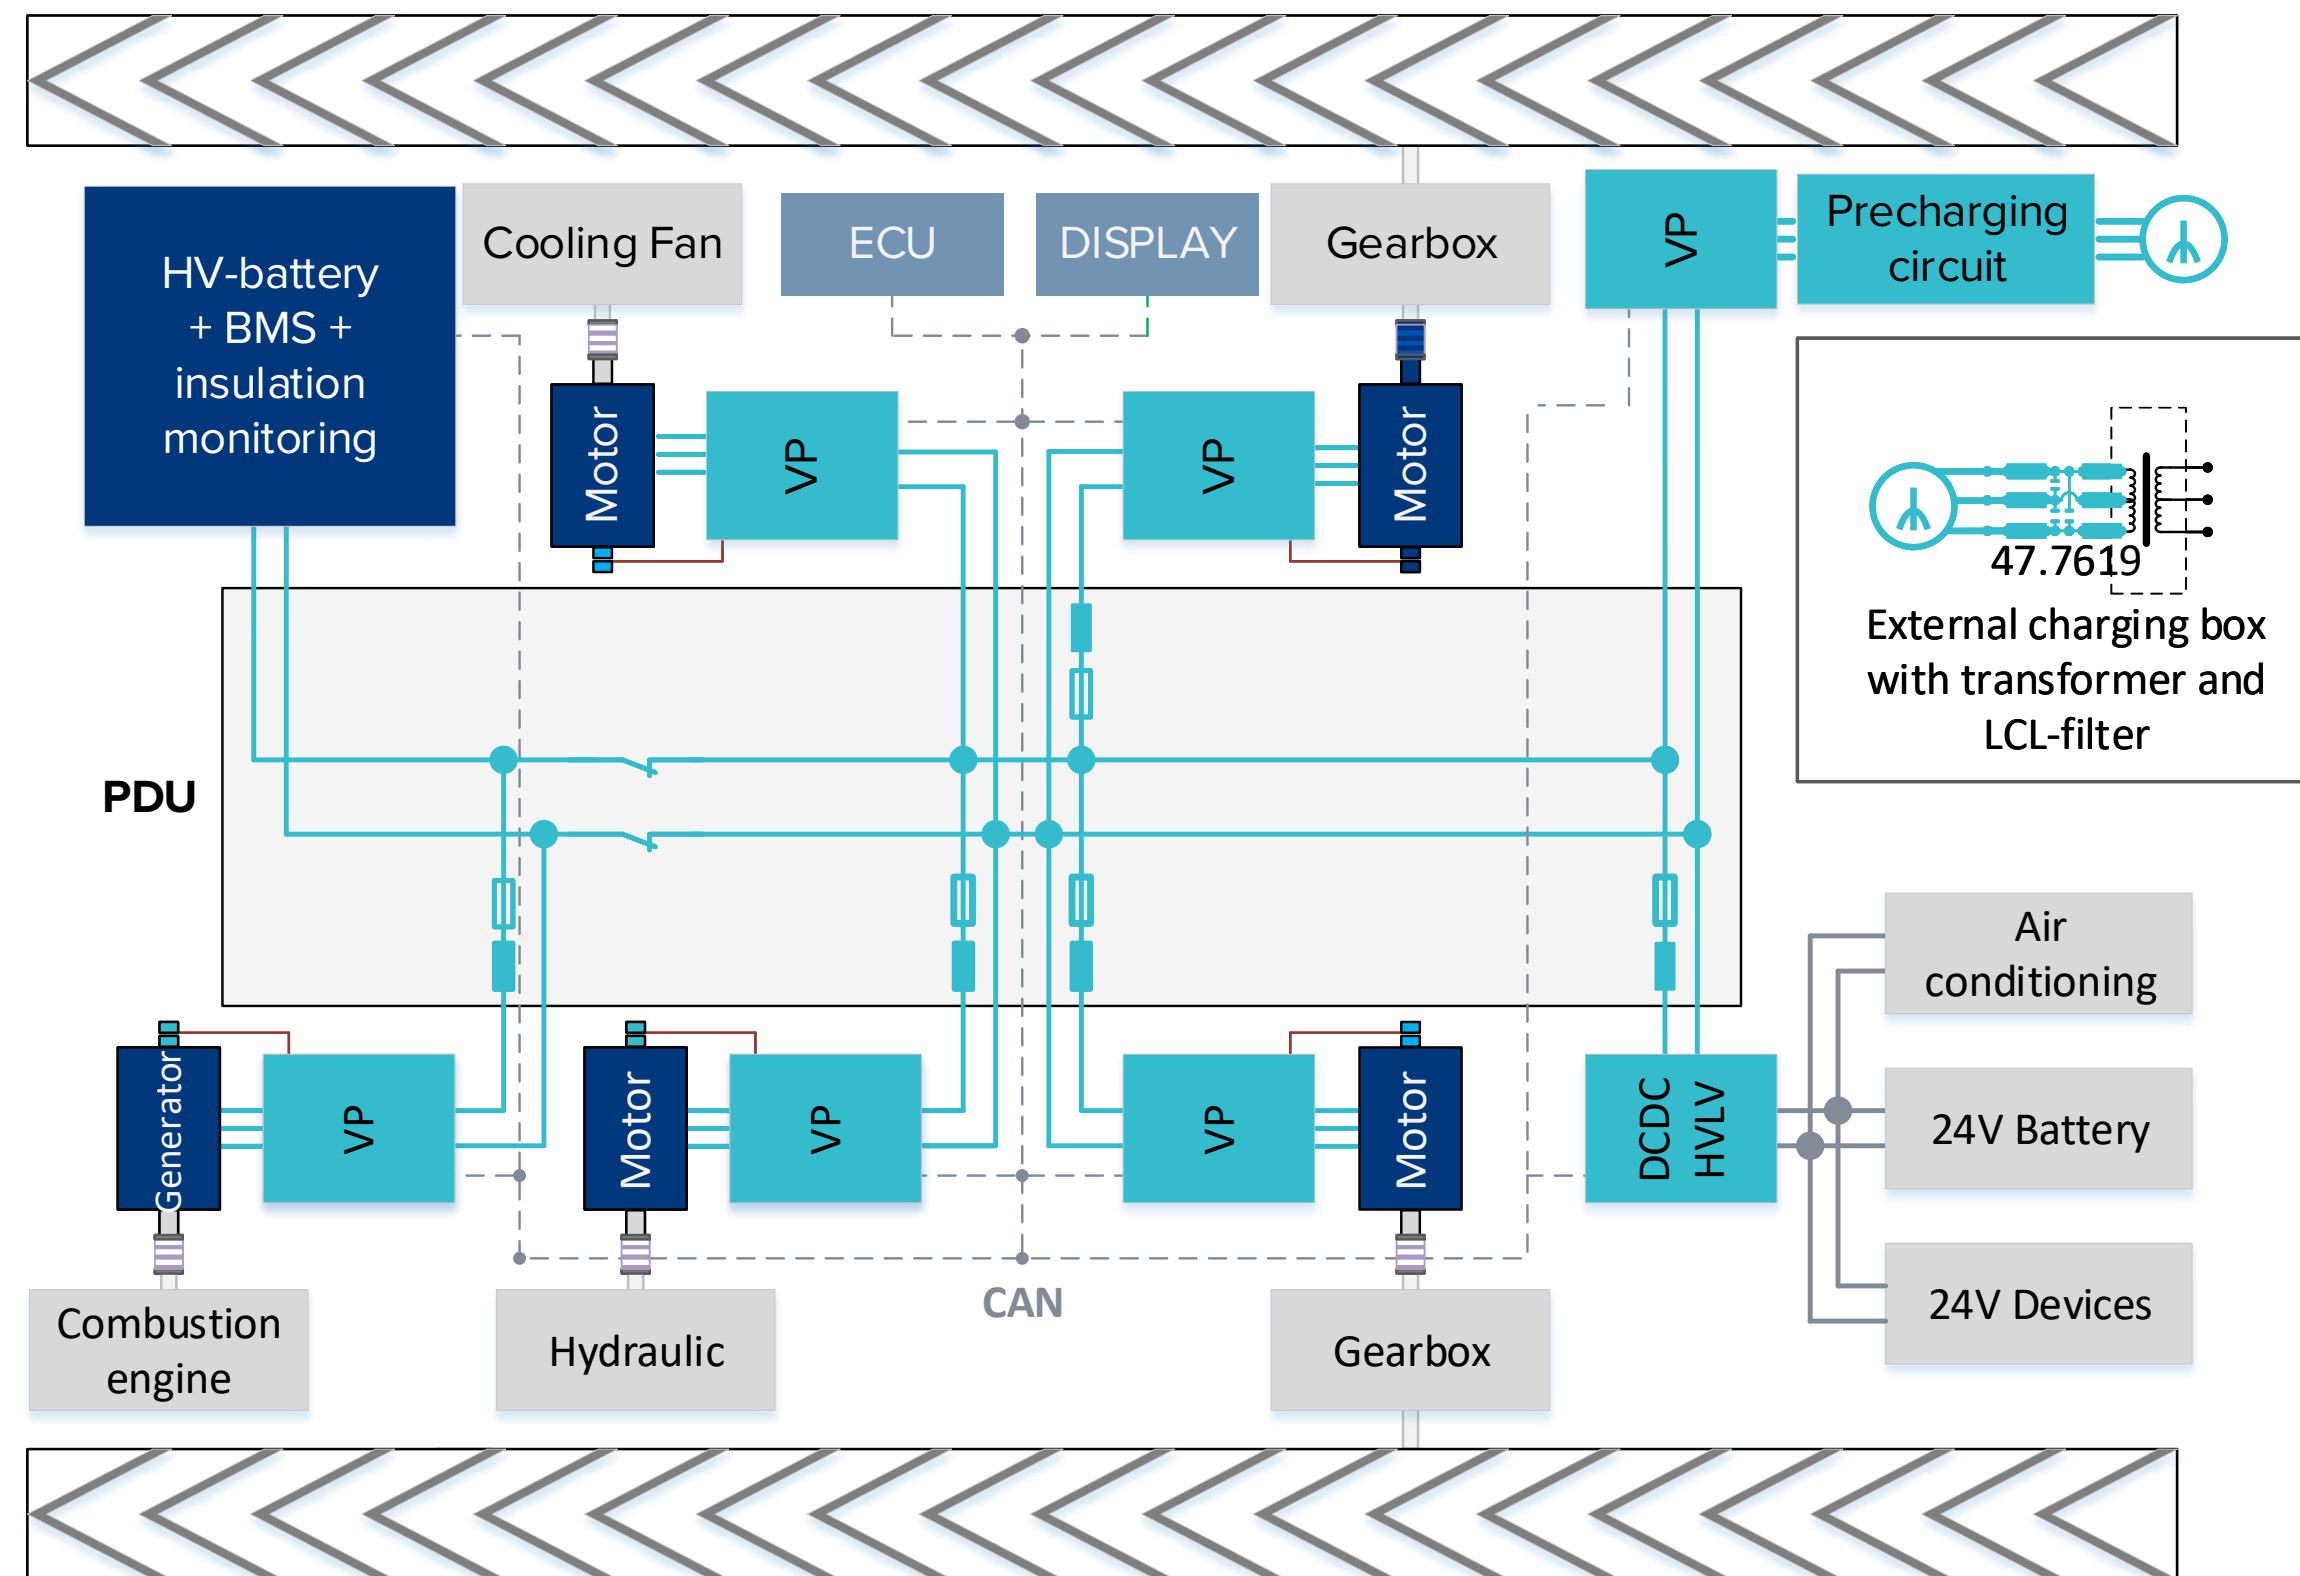 HV-battery
+ BMS +
insulation
monitoring
Cooling Fan
ECU
DISPLAY
Gearbox
VP
Precharging
circuit
Motor
VP
VP
Motor
47.7619
External charging box
with transformer and
LCL-filter
PDU
Air
conditioning
Generator
VP
Motor
VP
VP
Motor
DCDC
HVLV
24V Battery
24V Devices
CAN
Combustion
engine
Hydraulic
Gearbox